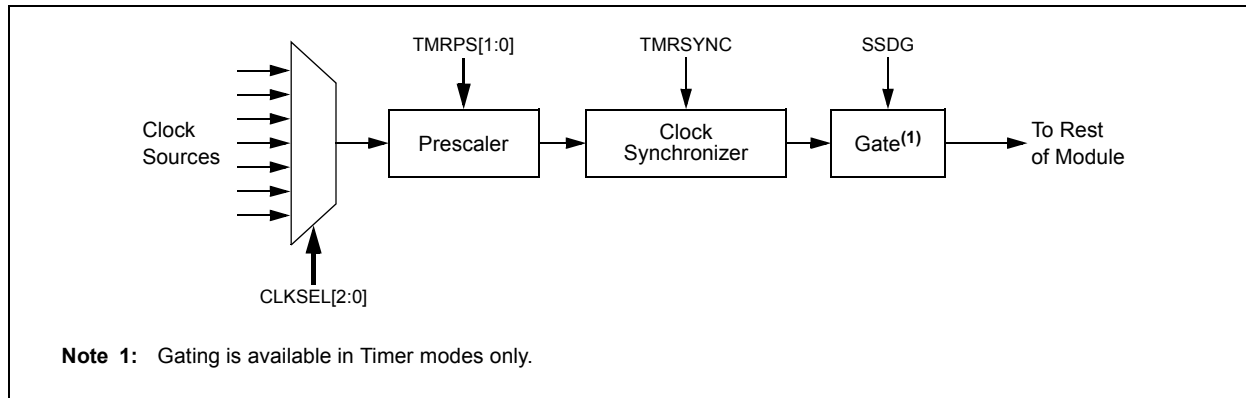 TMRPS[1:0]
TMRSYNC
SSDG
Clock
Sources
Prescaler
Clock
Synchronizer
Gate(1)
To Rest
of Module
CLKSEL[2:0]
Note 1: Gating is available in Timer modes only.